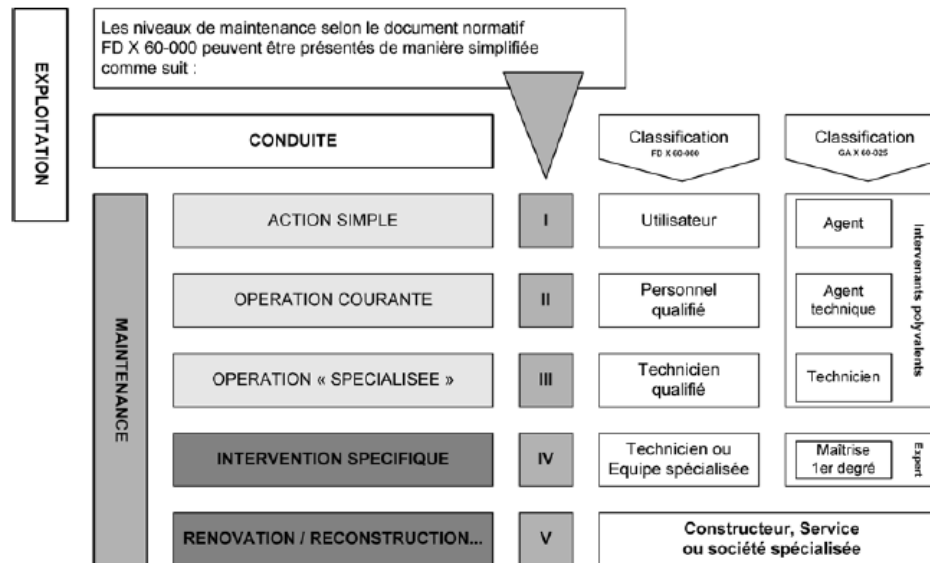 EXPLOITATION
Les niveaux de maintenance selon le document normatif
FD X 60-000 peuvent être présentés de manière simplifiée
comme suit :
CONDUITE
Classification
FD X 60-000
Classification
GA X 60-025
MAINTENANCE
ACTION SIMPLE
I
Utilisateur
Agent
Intervenants polyvalents
OPERATION COURANTE
II
Personnel
qualifié
Agent
technique
OPERATION « SPECIALISEE »
III
Technicien
qualifié
Technicien
INTERVENTION SPECIFIQUE
IV
Technicien ou
Equipe spécialisée
Maîtrise
1er degré
Expert
RENOVATION / RECONSTRUCTION...
V
Constructeur, Service
ou société spécialisée